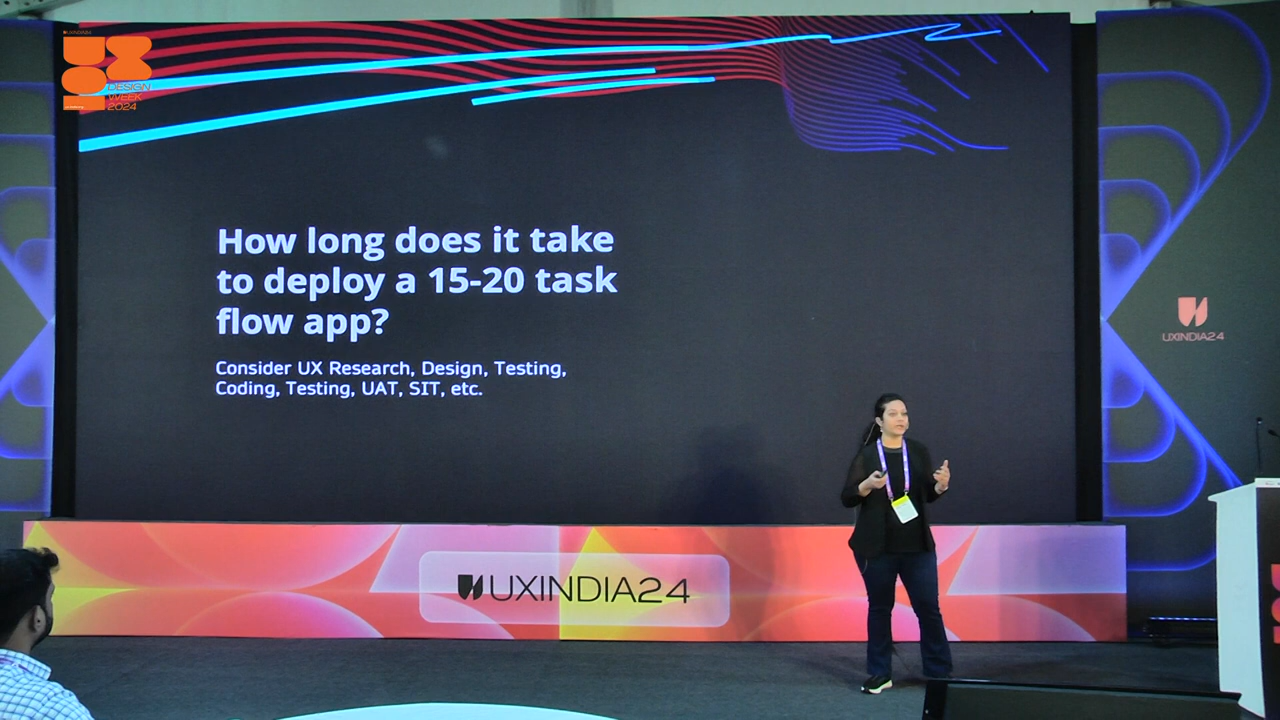 UXINDIA
UX
DESIGN
WEEK
2024
How long does it take
to deploy a 15-20 task
flow app?
Consider UX Research, Design, Testing,
Coding, Testing, UAT, SIT, etc.
UXINDIA24
UXINDIA24